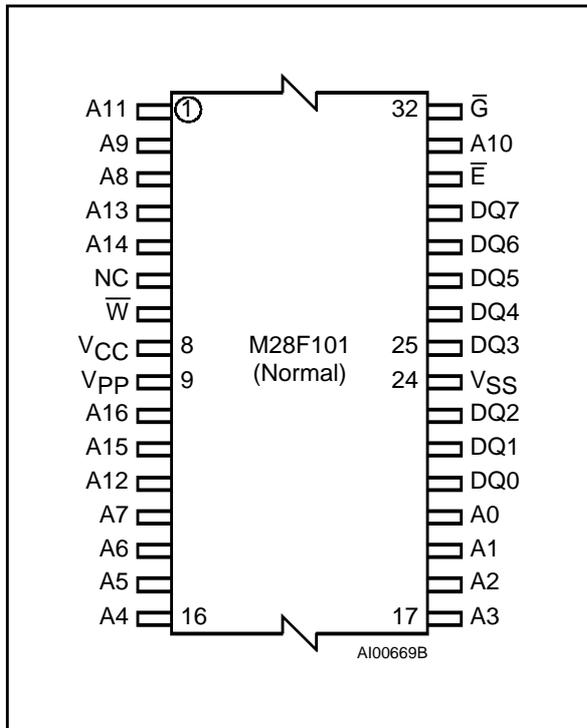 A11 1 32 G̅
A9 A10
A8 E̅
A13 DQ7
A14 DQ6
NC DQ5
W̅ DQ4
VCC 8 M28F101 25 DQ3
VPP 9 (Normal) 24 VSS
A16 DQ2
A15 DQ1
A12 DQ0
A7 A0
A6 A1
A5 A2
A4 16 17 A3
AI00669B